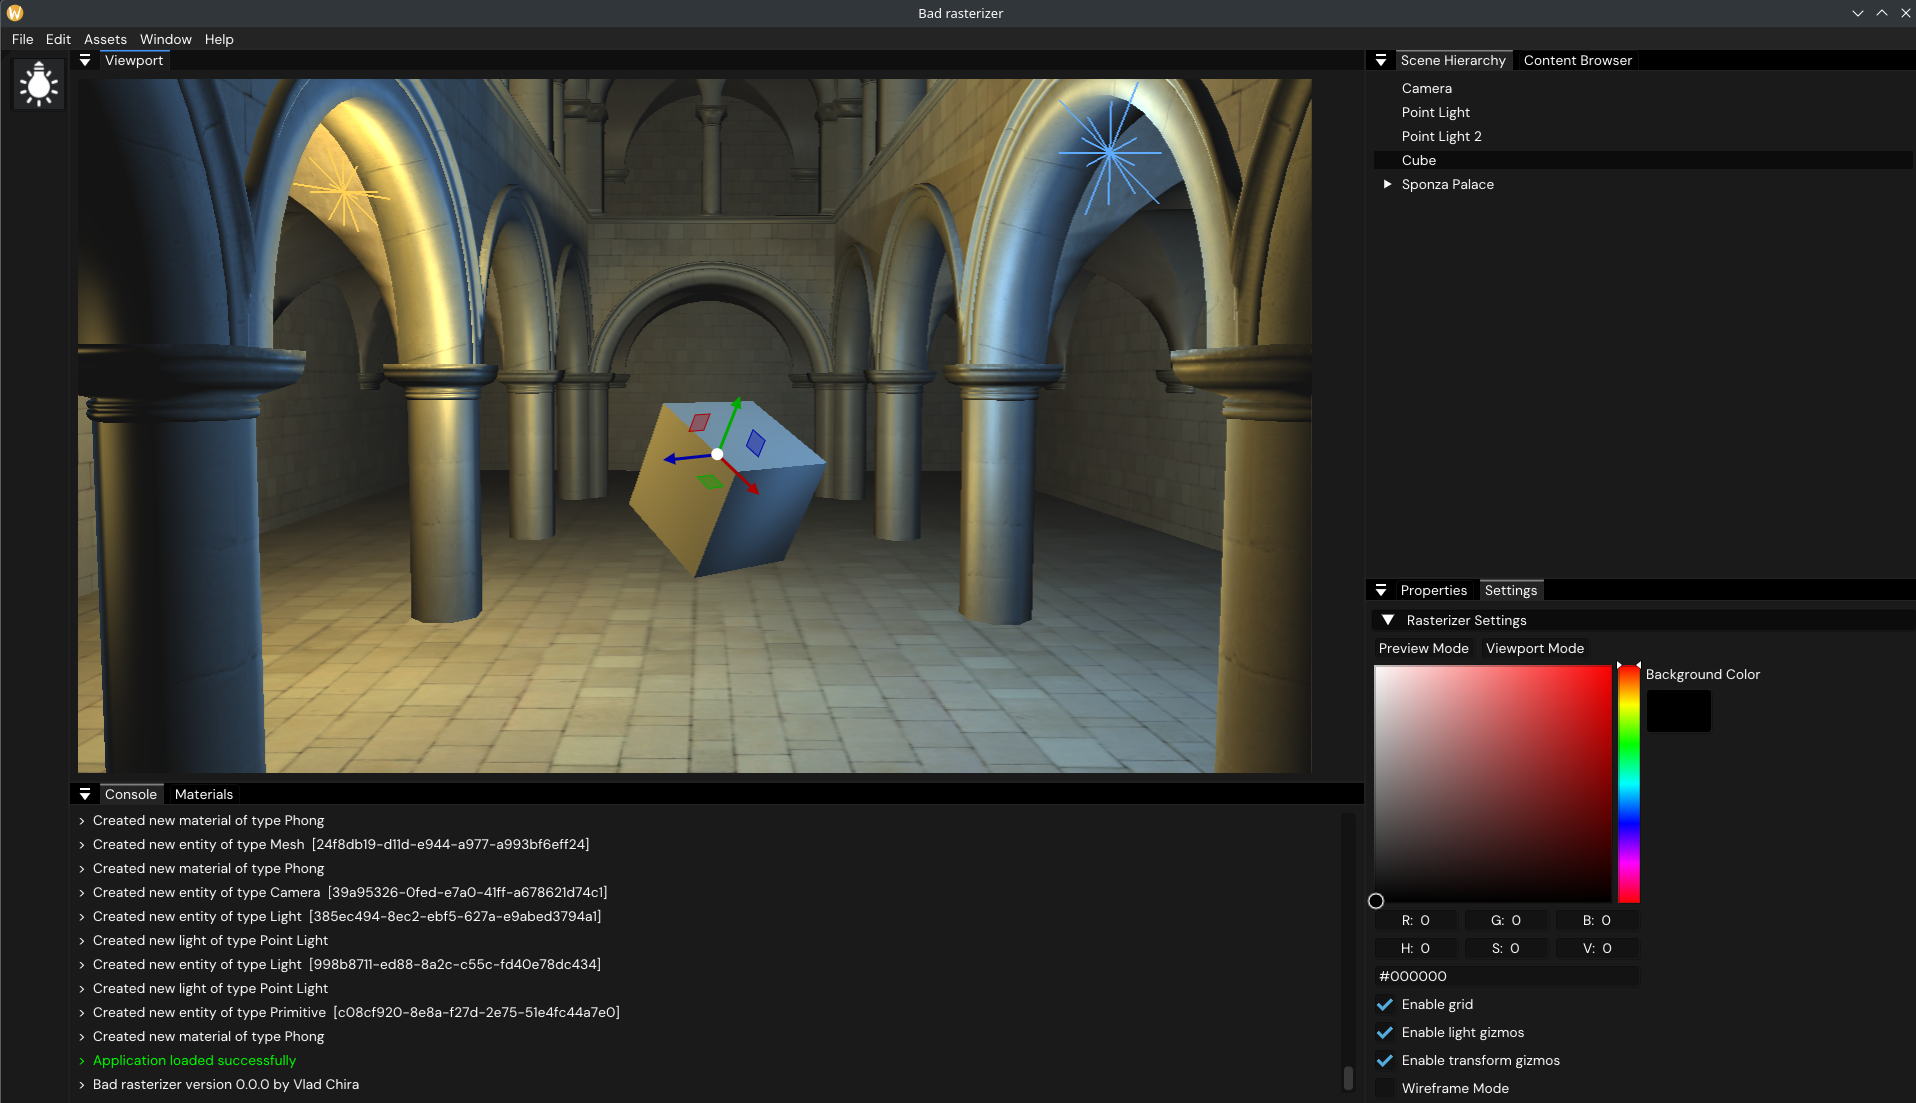 W
Bad rasterizer
File Edit Assets Window Help
Viewport
Scene Hierarchy Content Browser
Camera
Point Light
Point Light 2
Cube
Sponza Palace
Properties Settings
Rasterizer Settings
Preview Mode Viewport Mode
Background Color
R: 0 G: 0 B: 0
H: 0 S: 0 V: 0
#000000
Enable grid
Enable light gizmos
Enable transform gizmos
Wireframe Mode
Console Materials
> Created new material of type Phong
> Created new entity of type Mesh [24f8db19-d11d-e944-a977-a993bf6eff24]
> Created new material of type Phong
> Created new entity of type Camera [39a95326-0fed-e7a0-41ff-a678621d74c1]
> Created new entity of type Light [385ec494-8ec2-ebf5-627a-e9abed3794a1]
> Created new light of type Point Light
> Created new entity of type Light [998b8711-ed88-8a2c-c55c-fd40e78dc434]
> Created new light of type Point Light
> Created new entity of type Primitive [c08cf920-8e8a-f27d-2e75-51e4fc44a7e0]
> Created new material of type Phong
> Application loaded successfully
> Bad rasterizer version 0.0.0 by Vlad Chira